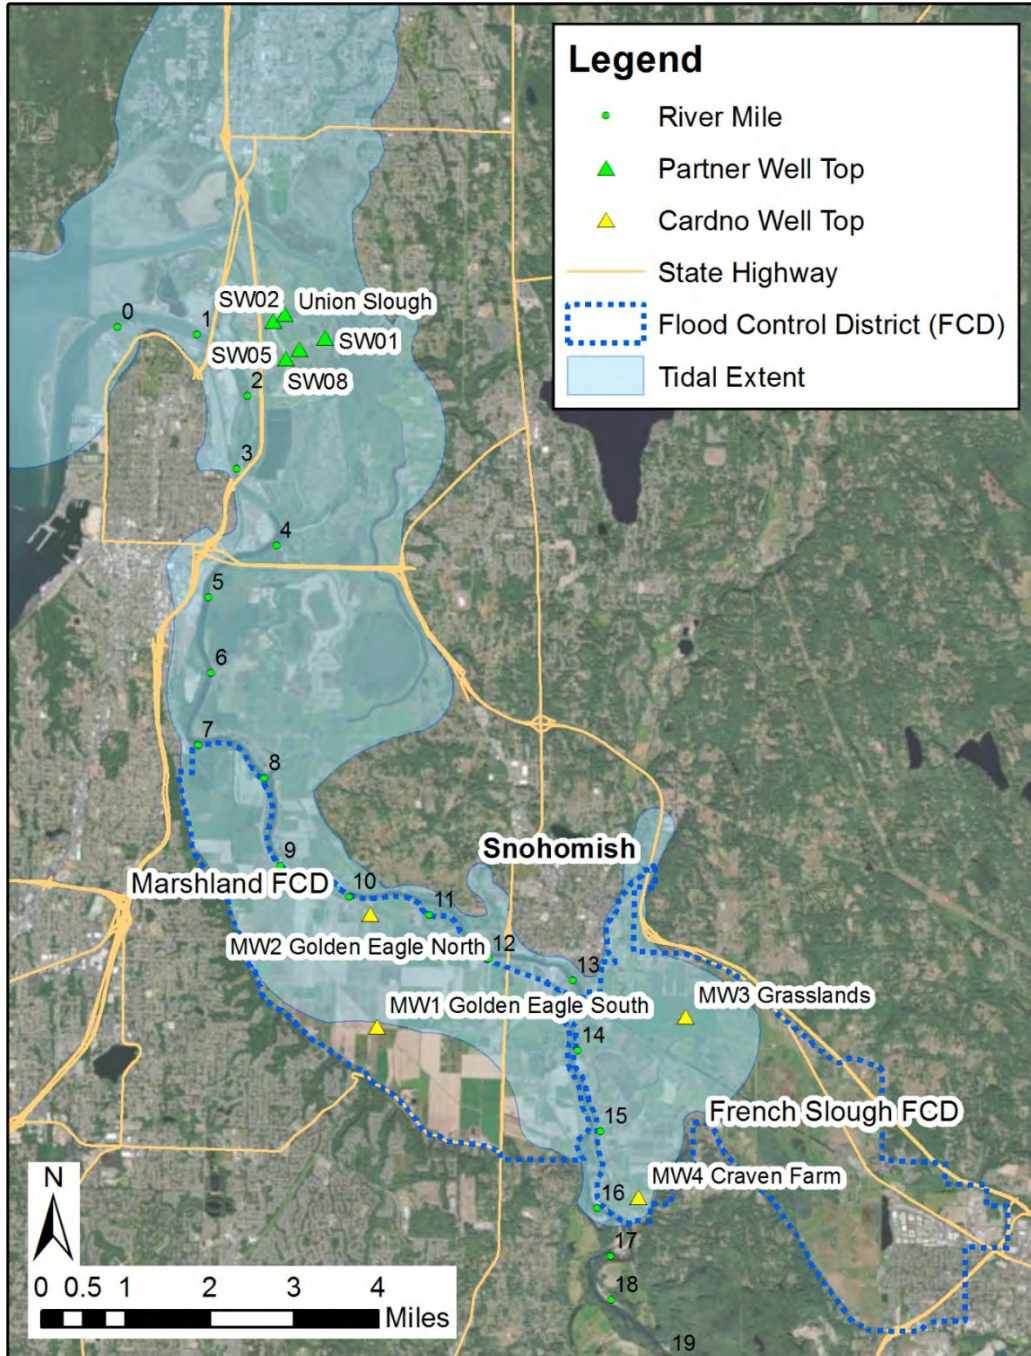 Legend
River Mile
Partner Well Top
Cardno Well Top
State Highway
Flood Control District (FCD)
Tidal Extent
SW02
Union Slough
0
1
SW01
SW05
SW08
2
3
4
5
6
7
8
Snohomish
9
Marshland FCD
10
11
MW2 Golden Eagle North
12
13
MW3 Grasslands
MW1 Golden Eagle South
14
French Slough FCD
15
MW4 Craven Farm
16
N
17
18
0 0.5 1 2 3 4
Miles
19